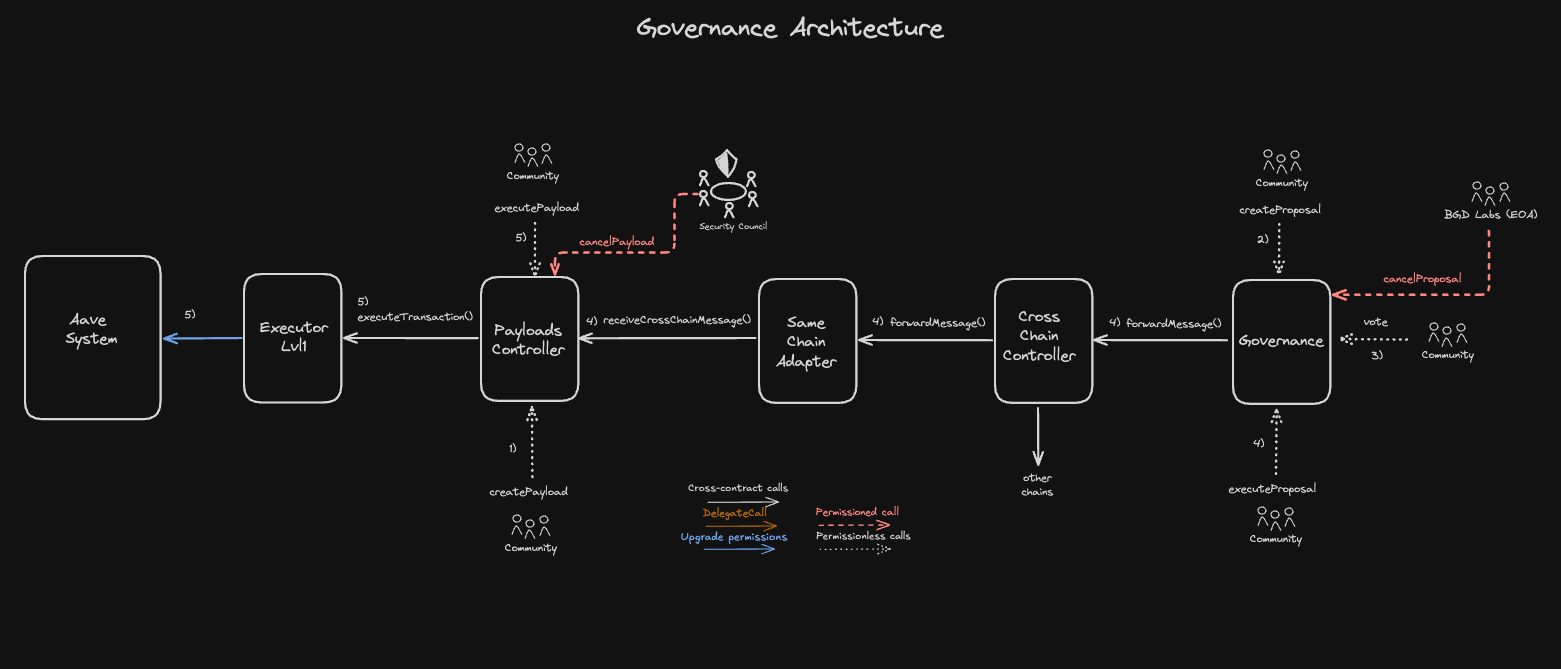 Governance Architecture
Community
executePayload
5)
cancelPayload
Security Council
Community
createProposal
2)
BGD Labs (EOA)
cancelProposal
Aave
System
5)
Executor
Lvl1
5)
executeTransaction()
Payloads
Controller
4) receiveCrossChainMessage()
Same
Chain
Adapter
4) forwardMessage()
Cross
Chain
Controller
4) forwardMessage()
Governance
vote
3)
Community
1)
createPayload
Community
other
chains
4)
executeProposal
Community
Cross-contract calls
DelegateCall
Upgrade permissions
Permissioned call
Permissionless calls